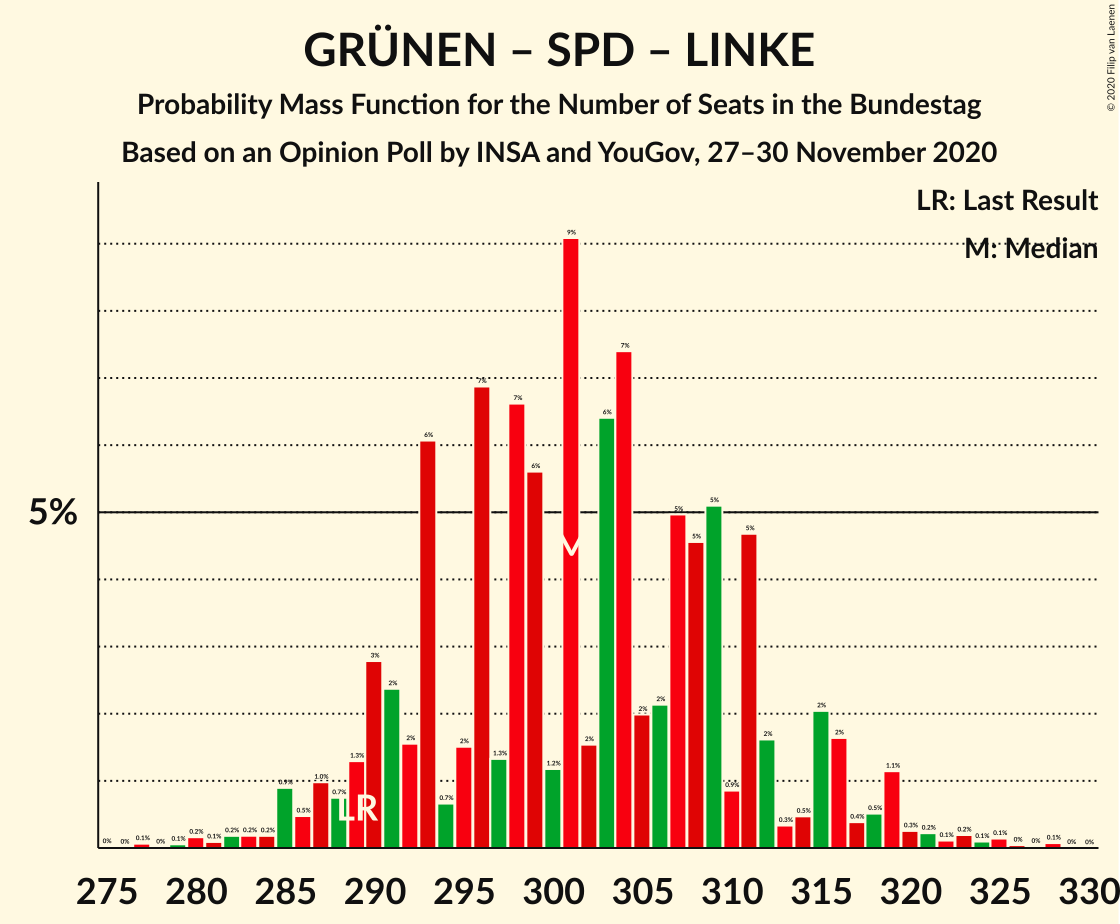 GRÜNEN – SPD – LINKE
Probability Mass Function for the Number of Seats in the Bundestag
Based on an Opinion Poll by INSA and YouGov, 27–30 November 2020
© 2020 Filip van Laenen
LR: Last Result
M: Median
5%
0% 0% 0.1% 0% 0.1% 0.2% 0.1% 0.2% 0.2% 0.2% 0.9% 0.5% 1.0% 0.7% 1.3% 3% 2% 2% 6% 0.7% 2% 7% 1.3% 7% 6% 1.2% 9% 2% 6% 7% 2% 2% 5% 5% 5% 0.9% 5% 2% 0.3% 0.5% 2% 2% 0.4% 0.5% 1.1% 0.3% 0.2% 0.1% 0.2% 0.1% 0.1% 0% 0% 0.1% 0% 0%
M
LR
275 280 285 290 295 300 305 310 315 320 325 330